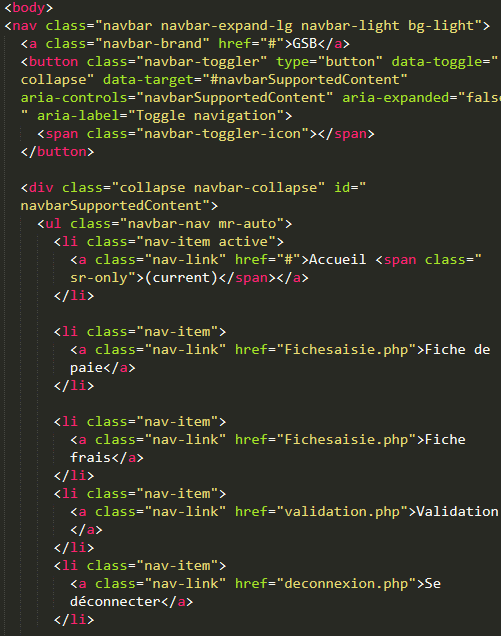 <body>
<nav class="navbar navbar-expand-lg navbar-light bg-light">
<a class="navbar-brand" href="#">GSB</a>
<button class="navbar-toggler" type="button" data-toggle="
collapse" data-target="#navbarSupportedContent"
aria-controls="navbarSupportedContent" aria-expanded="false
" aria-label="Toggle navigation">
<span class="navbar-toggler-icon"></span>
</button>
<div class="collapse navbar-collapse" id="
navbarSupportedContent">
<ul class="navbar-nav mr-auto">
<li class="nav-item active">
<a class="nav-link" href="#">Accueil <span class="
sr-only">(current)</span></a>
</li>
<li class="nav-item">
<a class="nav-link" href="Fichesaisie.php">Fiche de
paie</a>
</li>
<li class="nav-item">
<a class="nav-link" href="Fichesaisie.php">Fiche
frais</a>
</li>
<li class="nav-item">
<a class="nav-link" href="validation.php">Validation
</a>
</li>
<li class="nav-item">
<a class="nav-link" href="deconnexion.php">Se
déconnecter</a>
</li>